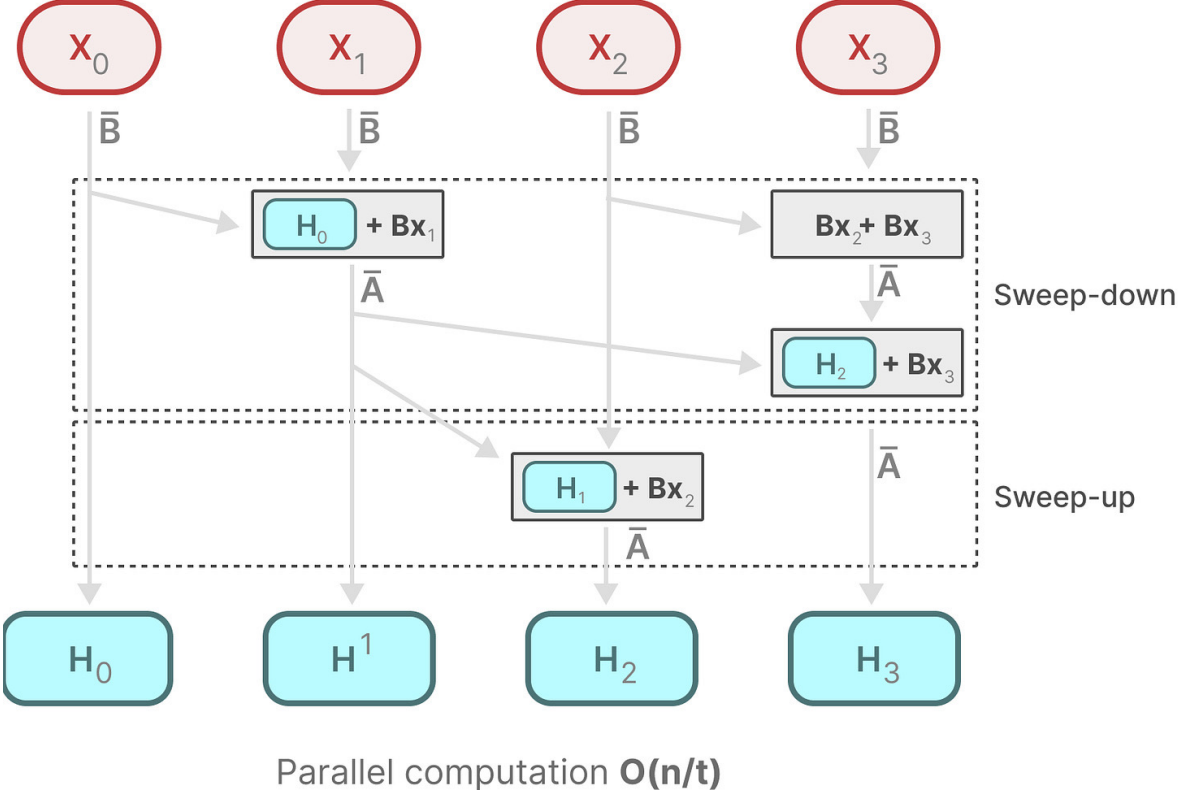 X₀ X₁ X₂ X₃
B̅ B̅ B̅ B̅
H₀ + Bx₁ Bx₂+ Bx₃
A̅ A̅
Sweep-down
H₂ + Bx₃
A̅
H₁ + Bx₂
Sweep-up
A̅
H₀ H¹ H₂ H₃
Parallel computation O(n/t)